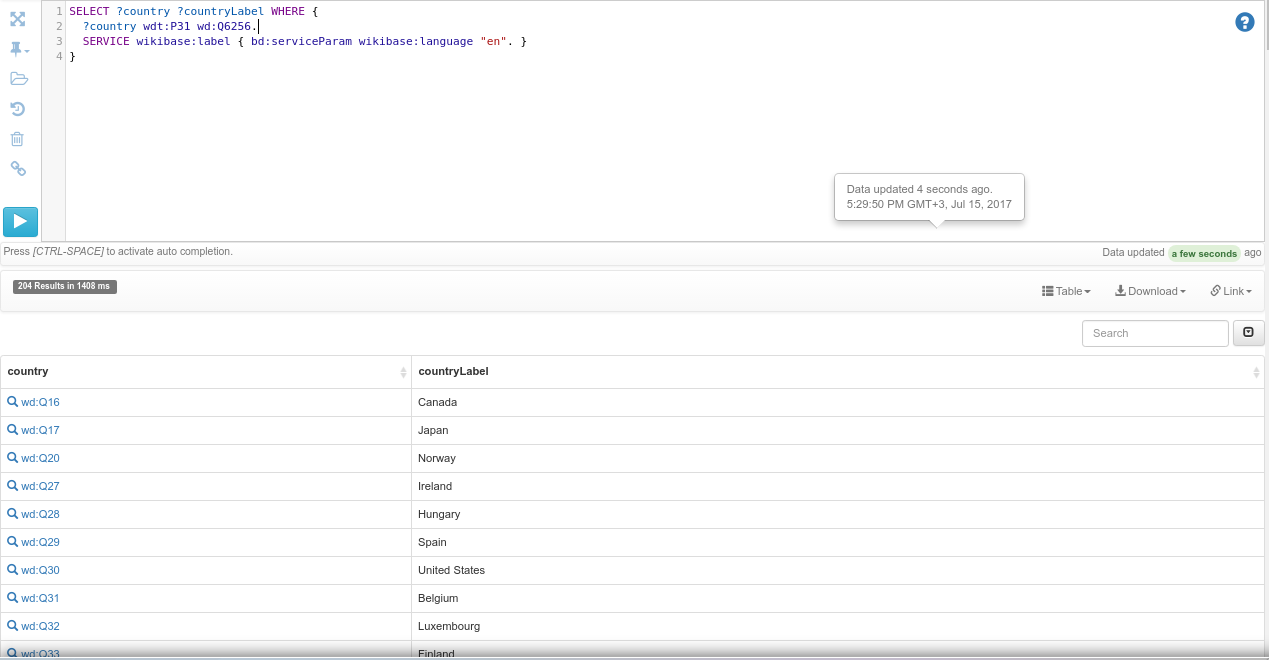 1 SELECT ?country ?countryLabel WHERE {
2 ?country wdt:P31 wd:Q6256.
3 SERVICE wikibase:label { bd:serviceParam wikibase:language "en". }
4 }
?
Data updated 4 seconds ago.
5:29:50 PM GMT+3, Jul 15, 2017
Press [CTRL-SPACE] to activate auto completion.
Data updated a few seconds ago
204 Results in 1408 ms
Table
Download
Link
Search
country countryLabel
wd:Q16 Canada
wd:Q17 Japan
wd:Q20 Norway
wd:Q27 Ireland
wd:Q28 Hungary
wd:Q29 Spain
wd:Q30 United States
wd:Q31 Belgium
wd:Q32 Luxembourg
wd:Q33 Finland